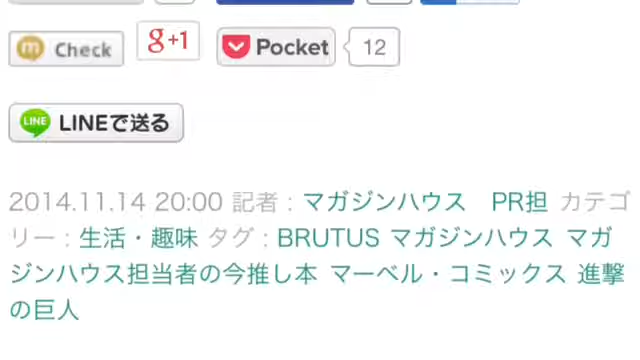 m Check g+1 Pocket 12
LINE LINEで送る
2014.11.14 20:00 記者 : マガジンハウス　PR担 カテゴ
リー : 生活・趣味 タグ : BRUTUS マガジンハウス マガ
ジンハウス担当者の今推し本 マーベル・コミックス 進撃
の巨人